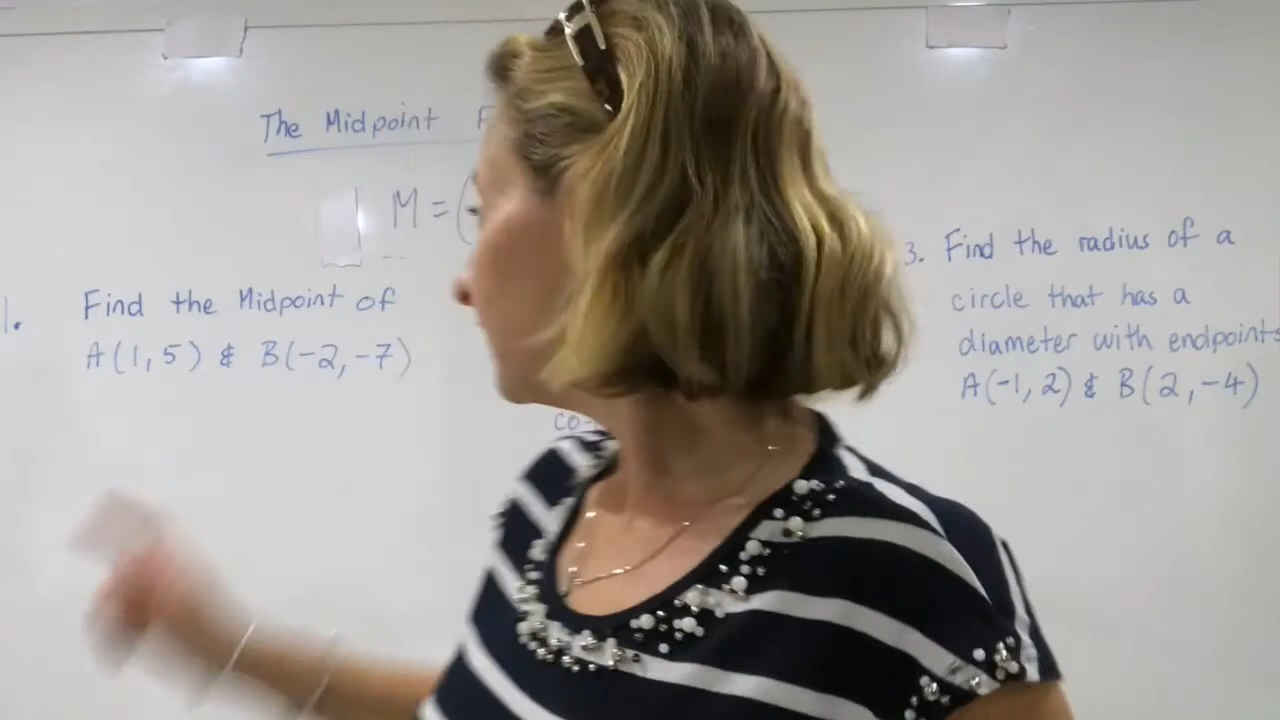 The Midpoint F
M = (
1. Find the Midpoint of
A(1,5) & B(-2,-7)
co-
3. Find the radius of a
circle that has a
diameter with endpoints
A(-1,2) & B(2,-4)